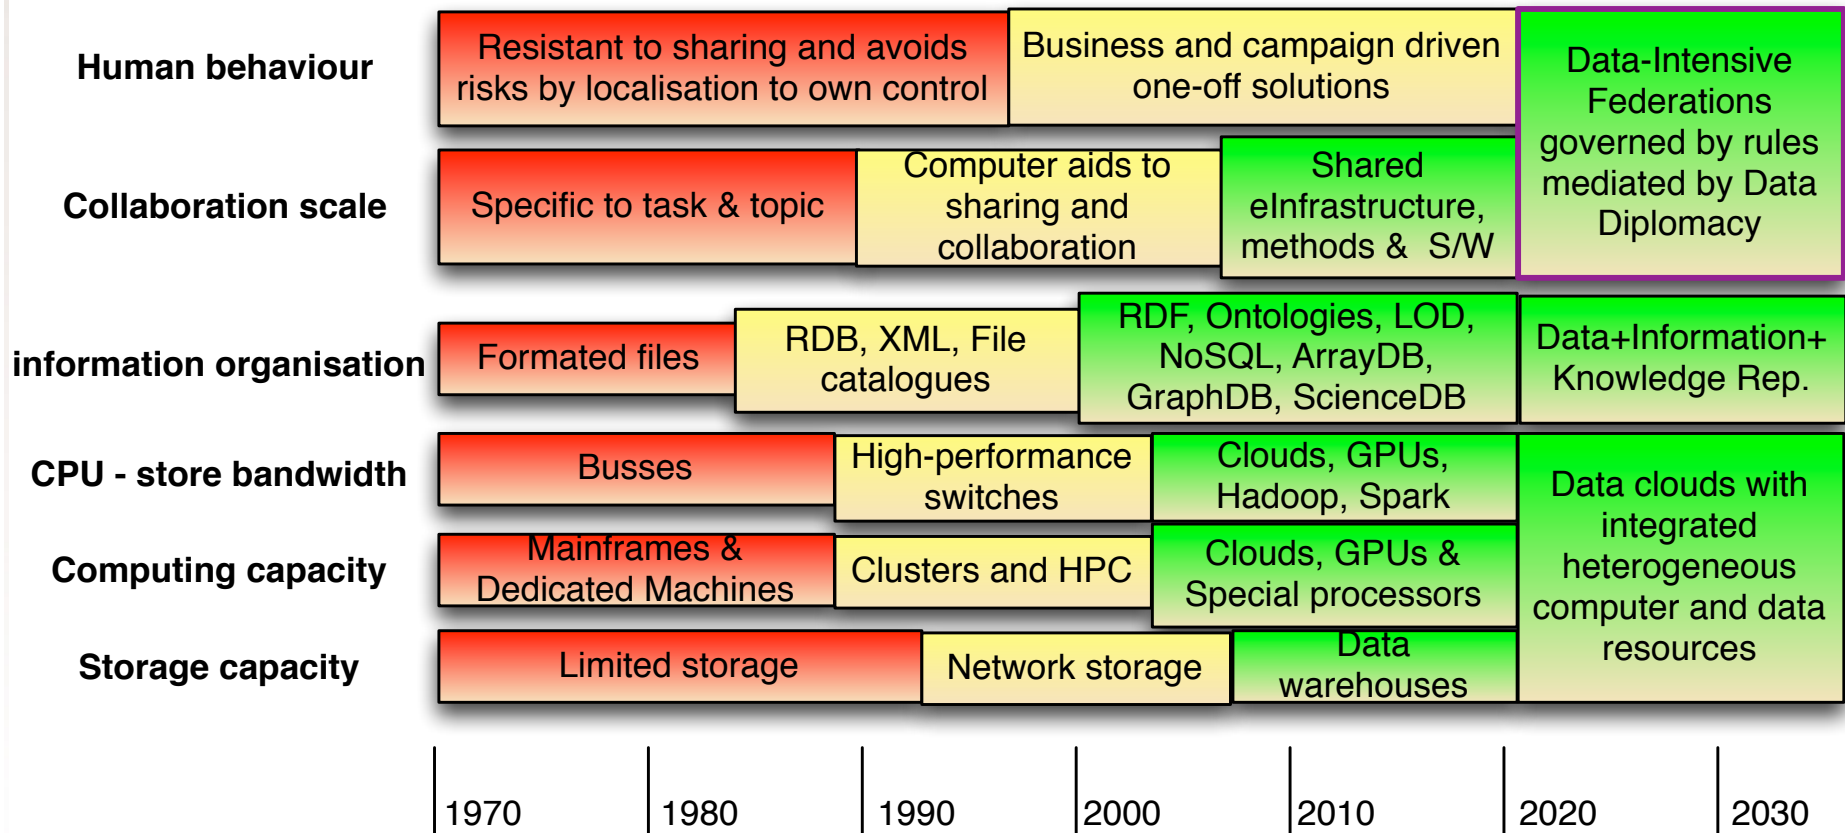 Human behaviour
Resistant to sharing and avoids
risks by localisation to own control
Business and campaign driven
one-off solutions
Data-Intensive
Federations
governed by rules
mediated by Data
Diplomacy
Collaboration scale
Specific to task & topic
Computer aids to
sharing and
collaboration
Shared
eInfrastructure,
methods & S/W
information organisation
Formated files
RDB, XML, File
catalogues
RDF, Ontologies, LOD,
NoSQL, ArrayDB,
GraphDB, ScienceDB
Data+Information+
Knowledge Rep.
CPU - store bandwidth
Busses
High-performance
switches
Clouds, GPUs,
Hadoop, Spark
Data clouds with
integrated
heterogeneous
computer and data
resources
Computing capacity
Mainframes &
Dedicated Machines
Clusters and HPC
Clouds, GPUs &
Special processors
Storage capacity
Limited storage
Network storage
Data
warehouses
1970
1980
1990
2000
2010
2020
2030